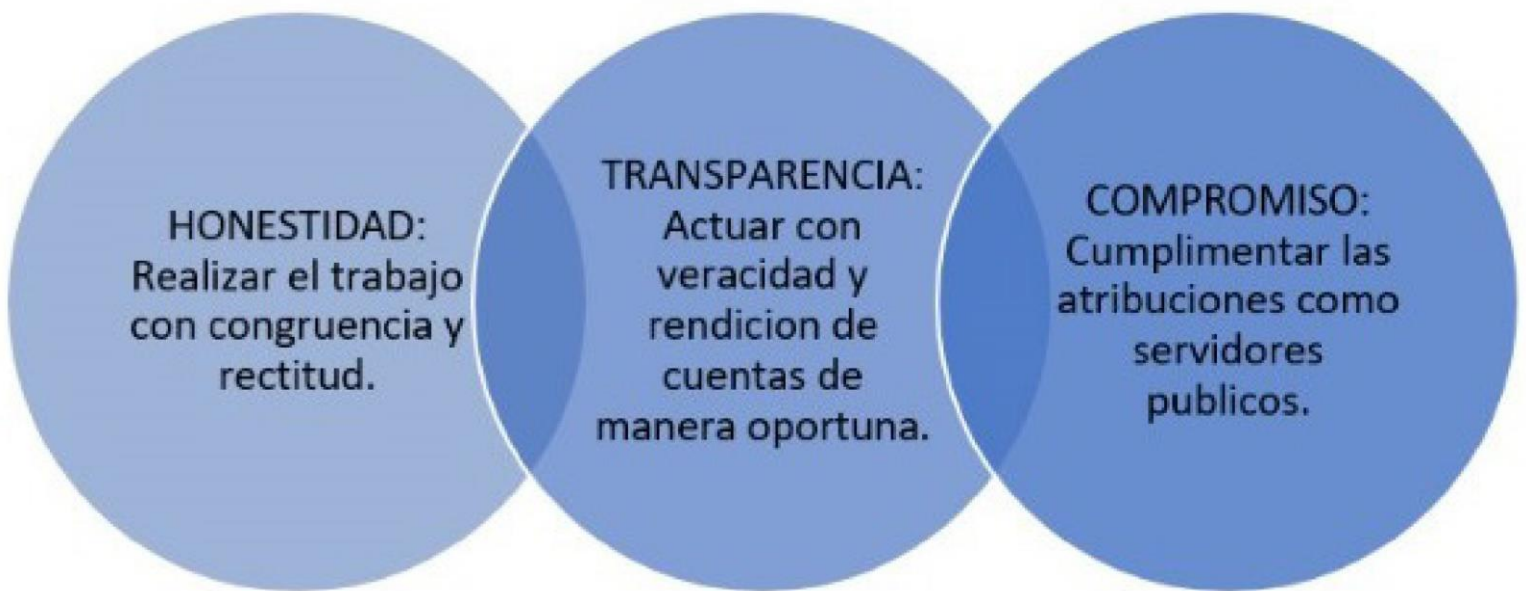 HONESTIDAD:
Realizar el trabajo
con congruencia y
rectitud.
TRANSPARENCIA:
Actuar con
veracidad y
rendicion de
cuentas de
manera oportuna.
COMPROMISO:
Cumplimentar las
atribuciones como
servidores
publicos.